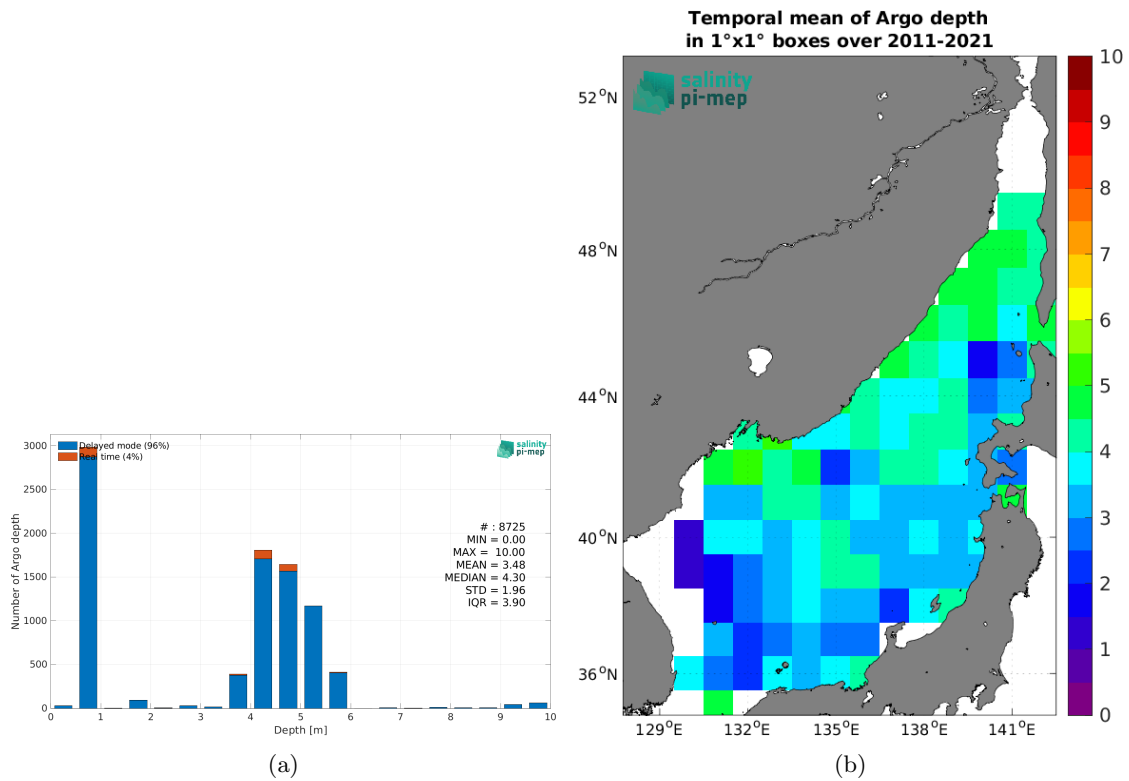 Delayed mode (96%)
Real time (4%)
salinity
pi-mep
# : 8725
MIN = 0.00
MAX = 10.00
MEAN = 3.48
MEDIAN = 4.30
STD = 1.96
IQR = 3.90
Number of Argo depth
3000
2500
2000
1500
1000
500
0
0 1 2 3 4 5 6 7 8 9 10
Depth [m]
(a)
Temporal mean of Argo depth
in 1°x1° boxes over 2011-2021
salinity
pi-mep
52°N
48°N
44°N
40°N
36°N
129°E 132°E 135°E 138°E 141°E
10
9
8
7
6
5
4
3
2
1
0
(b)